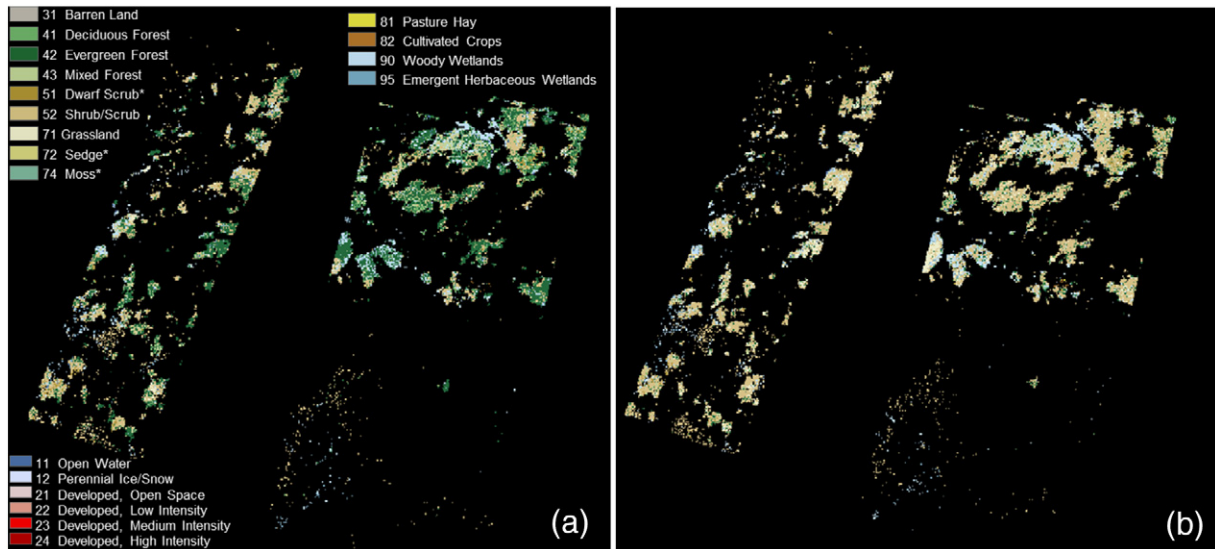 31 Barren Land
41 Deciduous Forest
42 Evergreen Forest
43 Mixed Forest
51 Dwarf Scrub*
52 Shrub/Scrub
71 Grassland
72 Sedge*
74 Moss*
81 Pasture Hay
82 Cultivated Crops
90 Woody Wetlands
95 Emergent Herbaceous Wetlands
11 Open Water
12 Perennial Ice/Snow
21 Developed, Open Space
22 Developed, Low Intensity
23 Developed, Medium Intensity
24 Developed, High Intensity
(a)
(b)